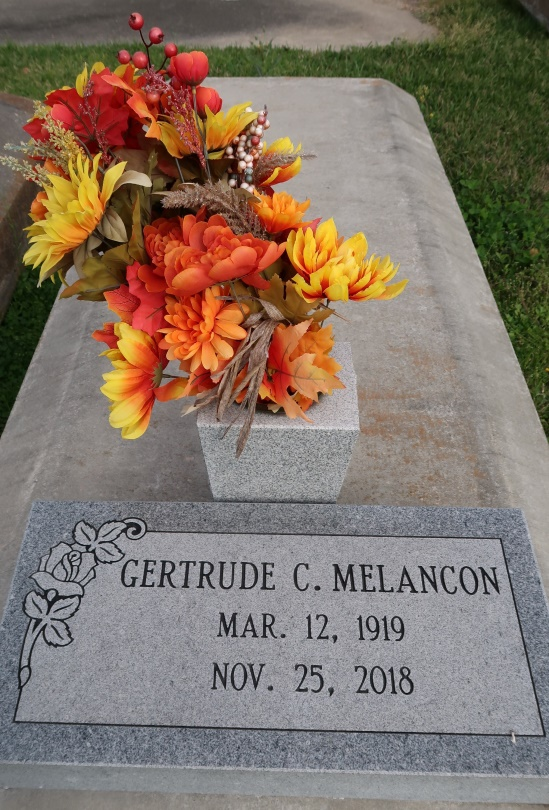 GERTRUDE C. MELANCON
MAR. 12, 1919
NOV. 25, 2018